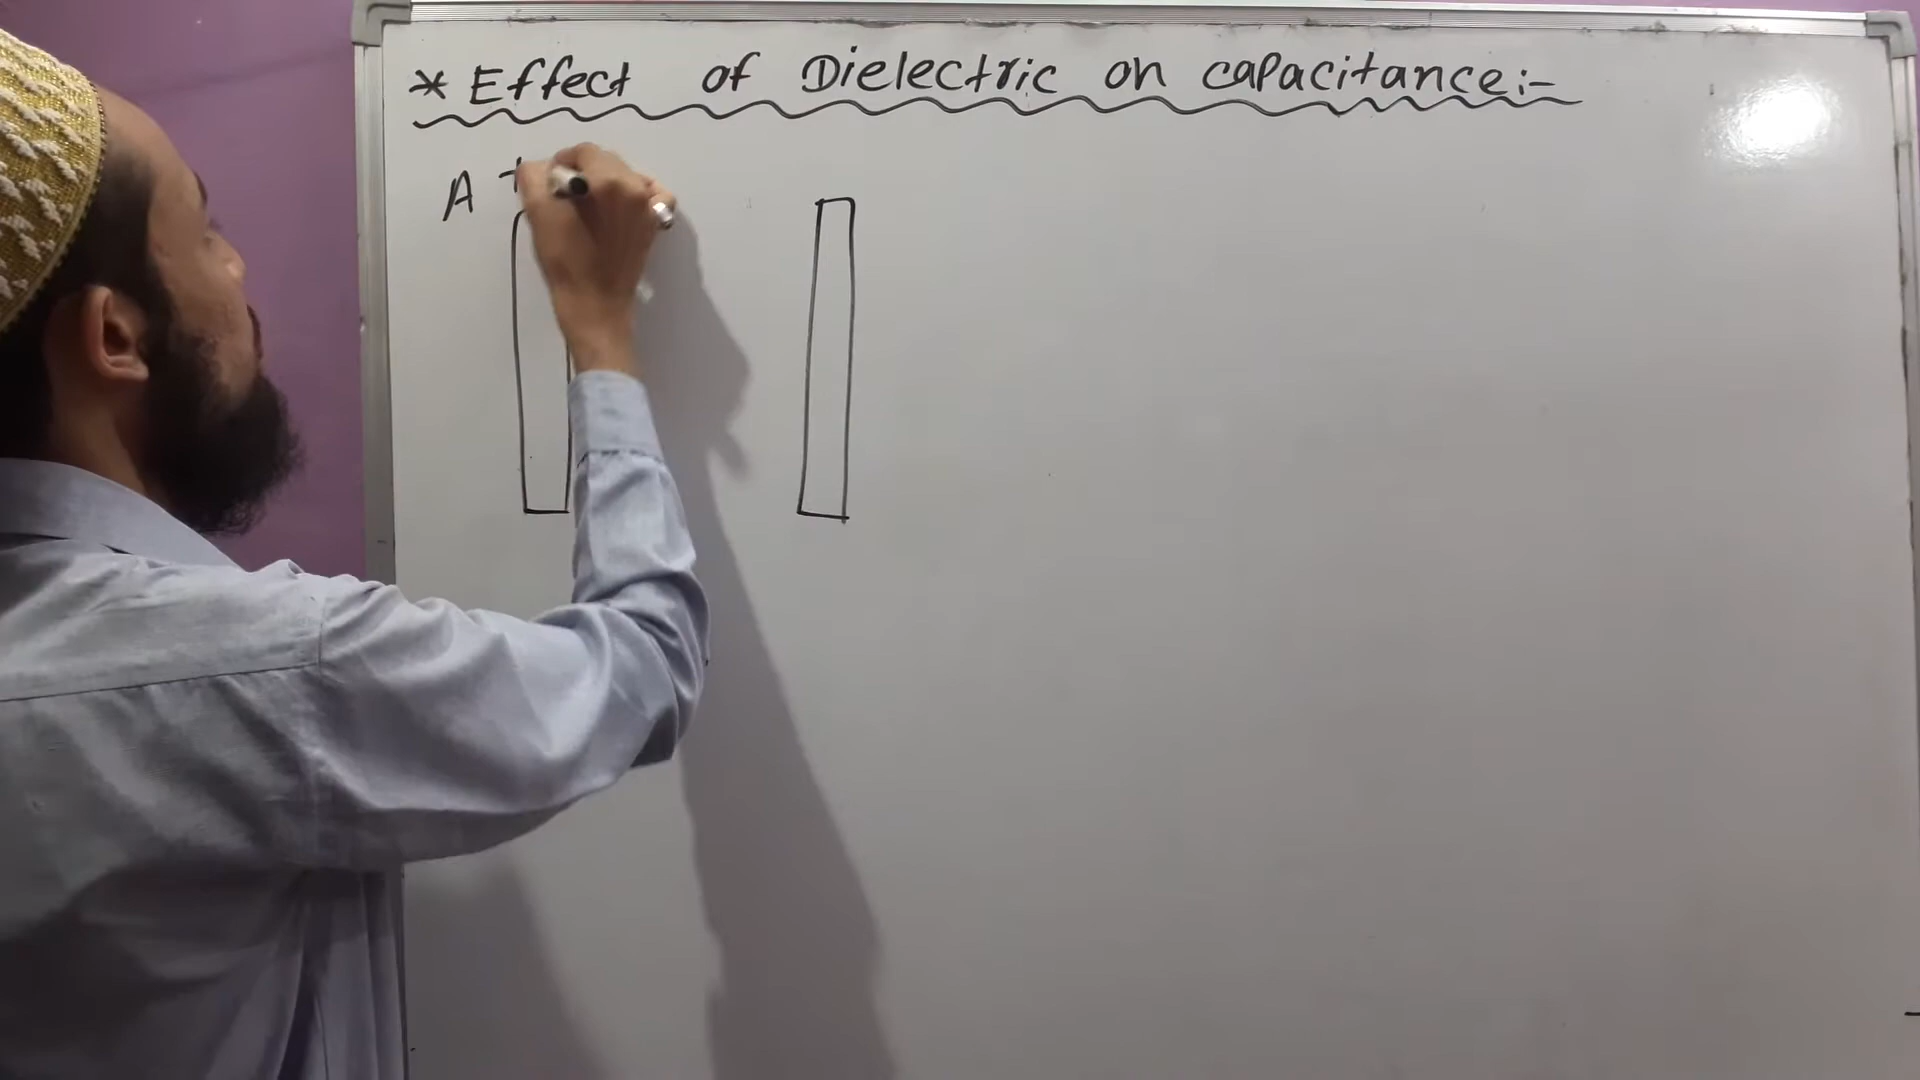 * Effect of Dielectric on capacitance:-
A +